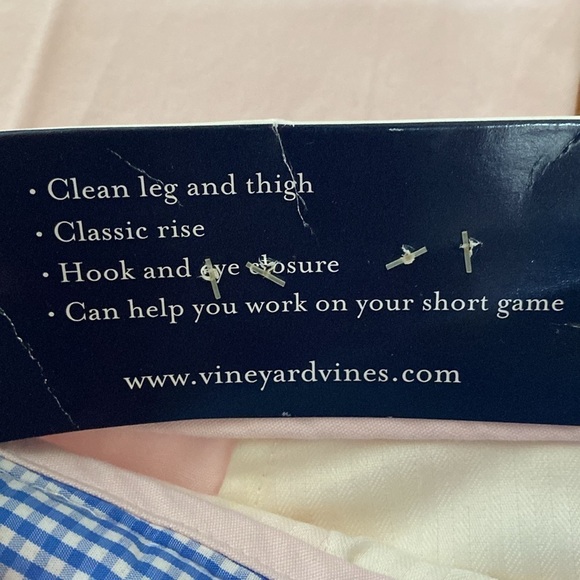 • Clean leg and thigh
• Classic rise
• Hook and eye closure
• Can help you work on your short game
www.vineyardvines.com